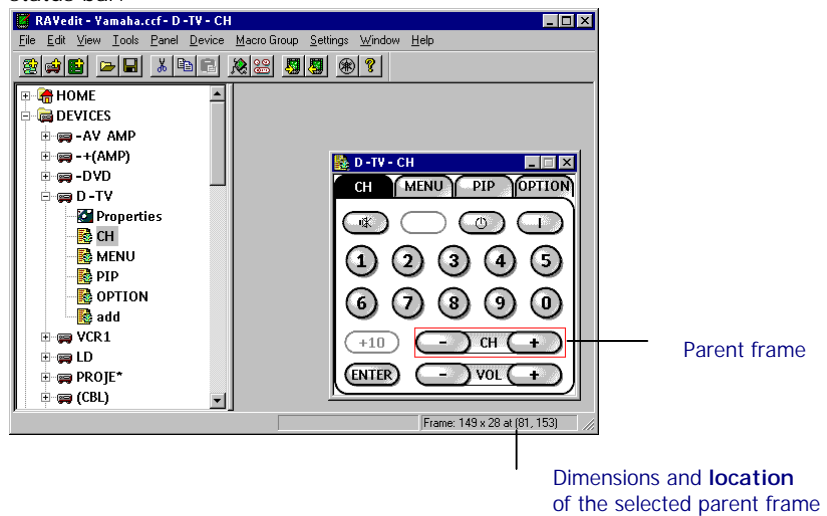 RAVedit - Yamaha.ccf- D -TV - CH
File Edit View Tools Panel Device Macro Group Settings Window Help
HOME
DEVICES
-AV AMP
-+(AMP)
-DVD
D -TV
Properties
CH
MENU
PIP
OPTION
add
VCR1
LD
PROJE*
(CBL)
D -TV - CH
CH MENU PIP OPTION
I
1 2 3 4 5
6 7 8 9 0
+10 - CH +
ENTER - VOL +
Parent frame
Frame: 149 x 28 at (81, 153)
Dimensions and location
of the selected parent frame